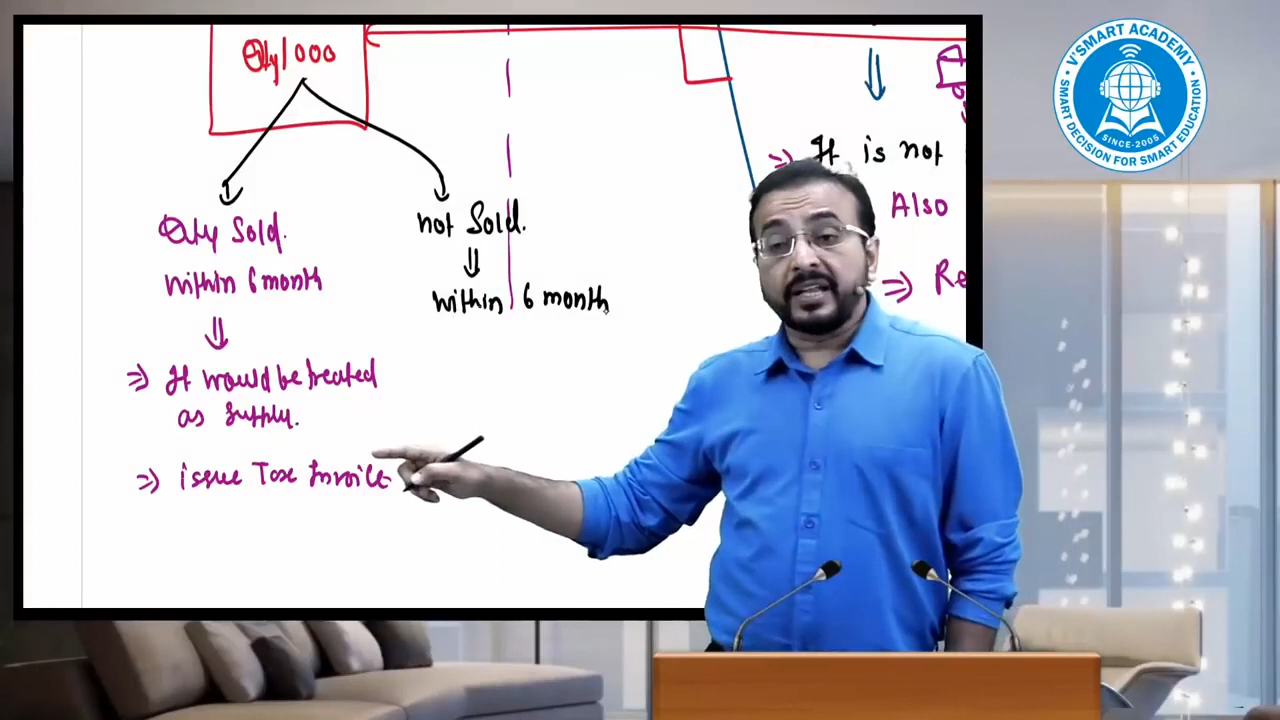 Qty 1000
Qty Sold.
within 6 month
⇒ It would be treated
as supply.
⇒ issue Tax Invoice
not Sold.
within 6 month
⇒ It is not
Also
⇒ Re
V'SMART ACADEMY
SMART DECISION FOR SMART EDUCATION
SINCE-2005